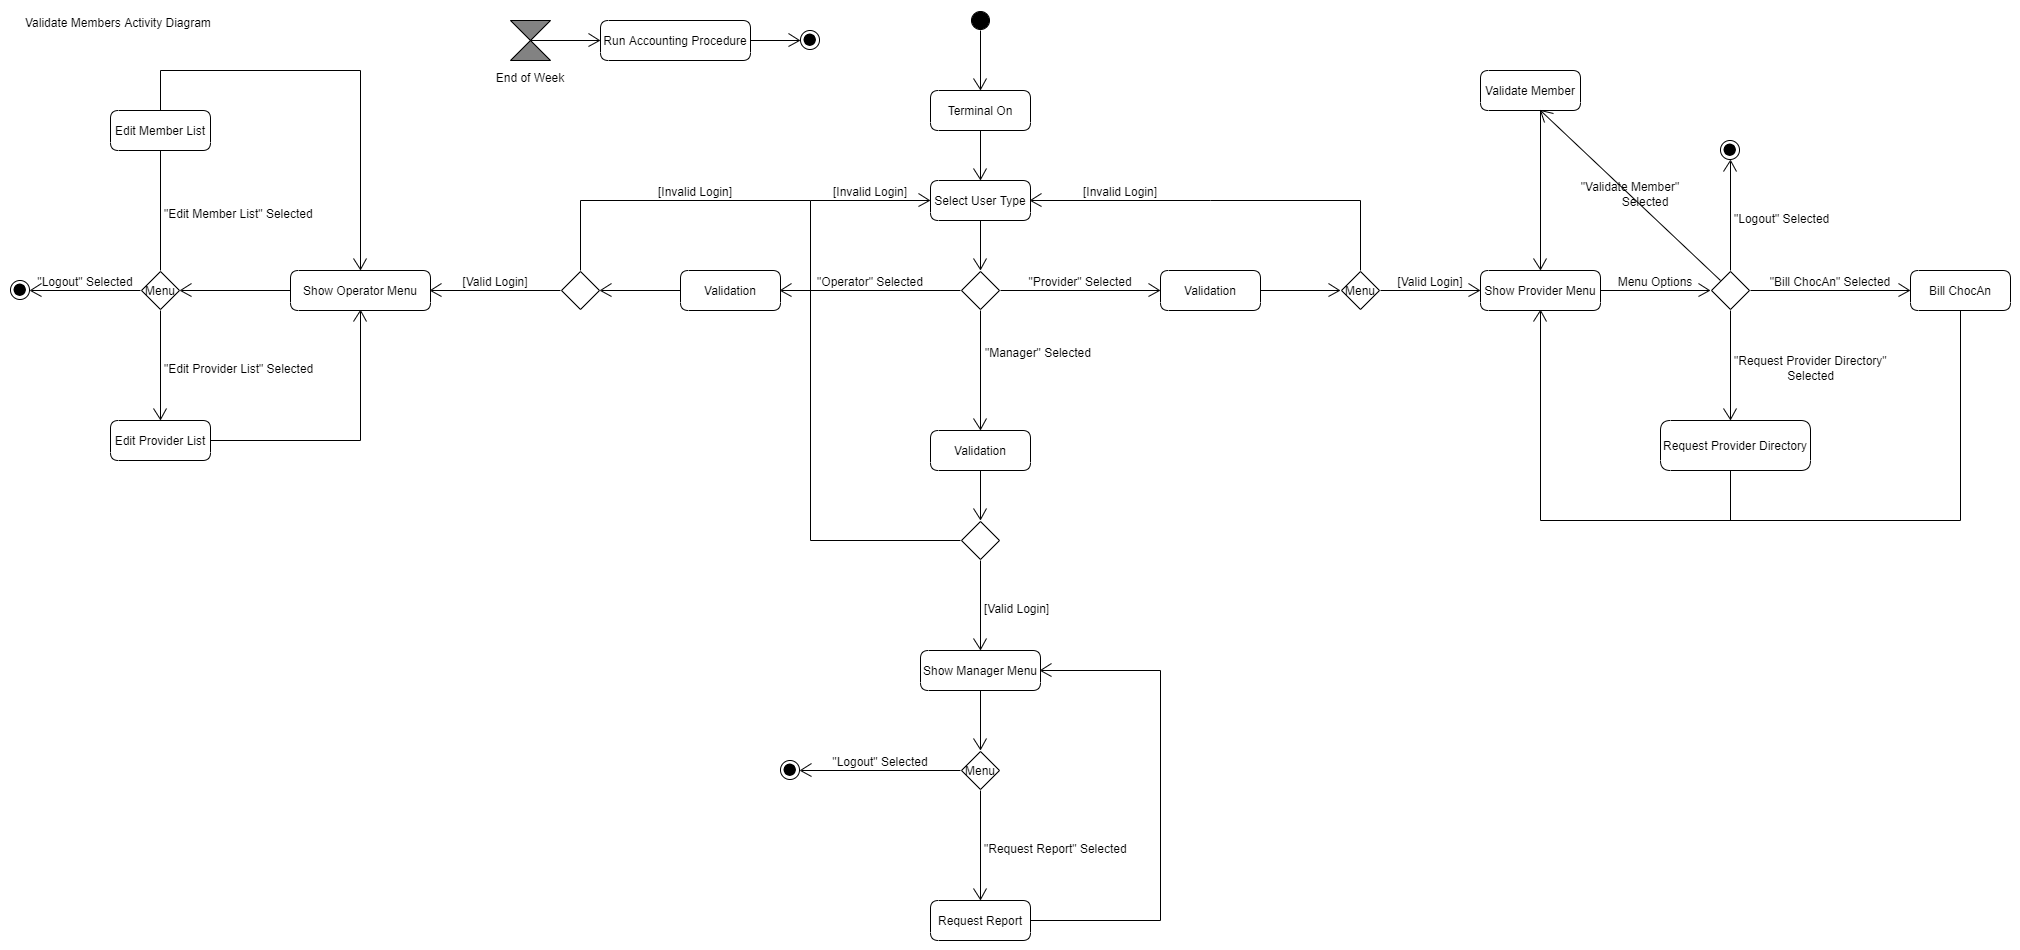 Validate Members Activity Diagram
Run Accounting Procedure
End of Week
Terminal On
Validate Member
Edit Member List
[Invalid Login]
[Invalid Login]
[Invalid Login]
Select User Type
"Validate Member"
Selected
"Edit Member List" Selected
"Logout" Selected
"Logout" Selected
Menu
Show Operator Menu
[Valid Login]
Validation
"Operator" Selected
"Provider" Selected
Validation
Menu
[Valid Login]
Show Provider Menu
Menu Options
"Bill ChocAn" Selected
Bill ChocAn
"Manager" Selected
"Edit Provider List" Selected
"Request Provider Directory"
Selected
Edit Provider List
Validation
Request Provider Directory
[Valid Login]
Show Manager Menu
"Logout" Selected
Menu
"Request Report" Selected
Request Report